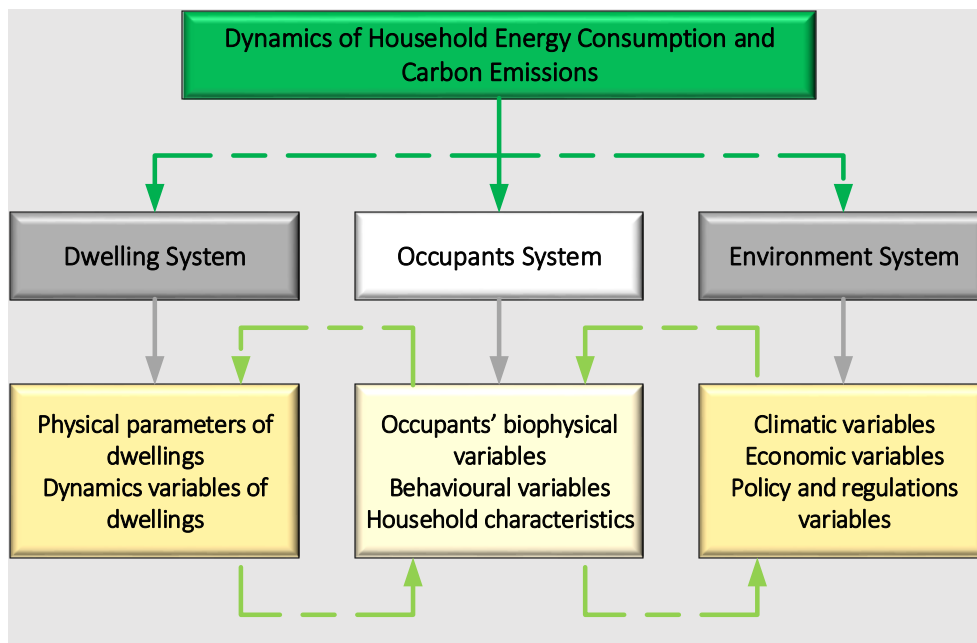 Dynamics of Household Energy Consumption and
Carbon Emissions
Dwelling System
Occupants System
Environment System
Physical parameters of
dwellings
Dynamics variables of
dwellings
Occupants’ biophysical
variables
Behavioural variables
Household characteristics
Climatic variables
Economic variables
Policy and regulations
variables